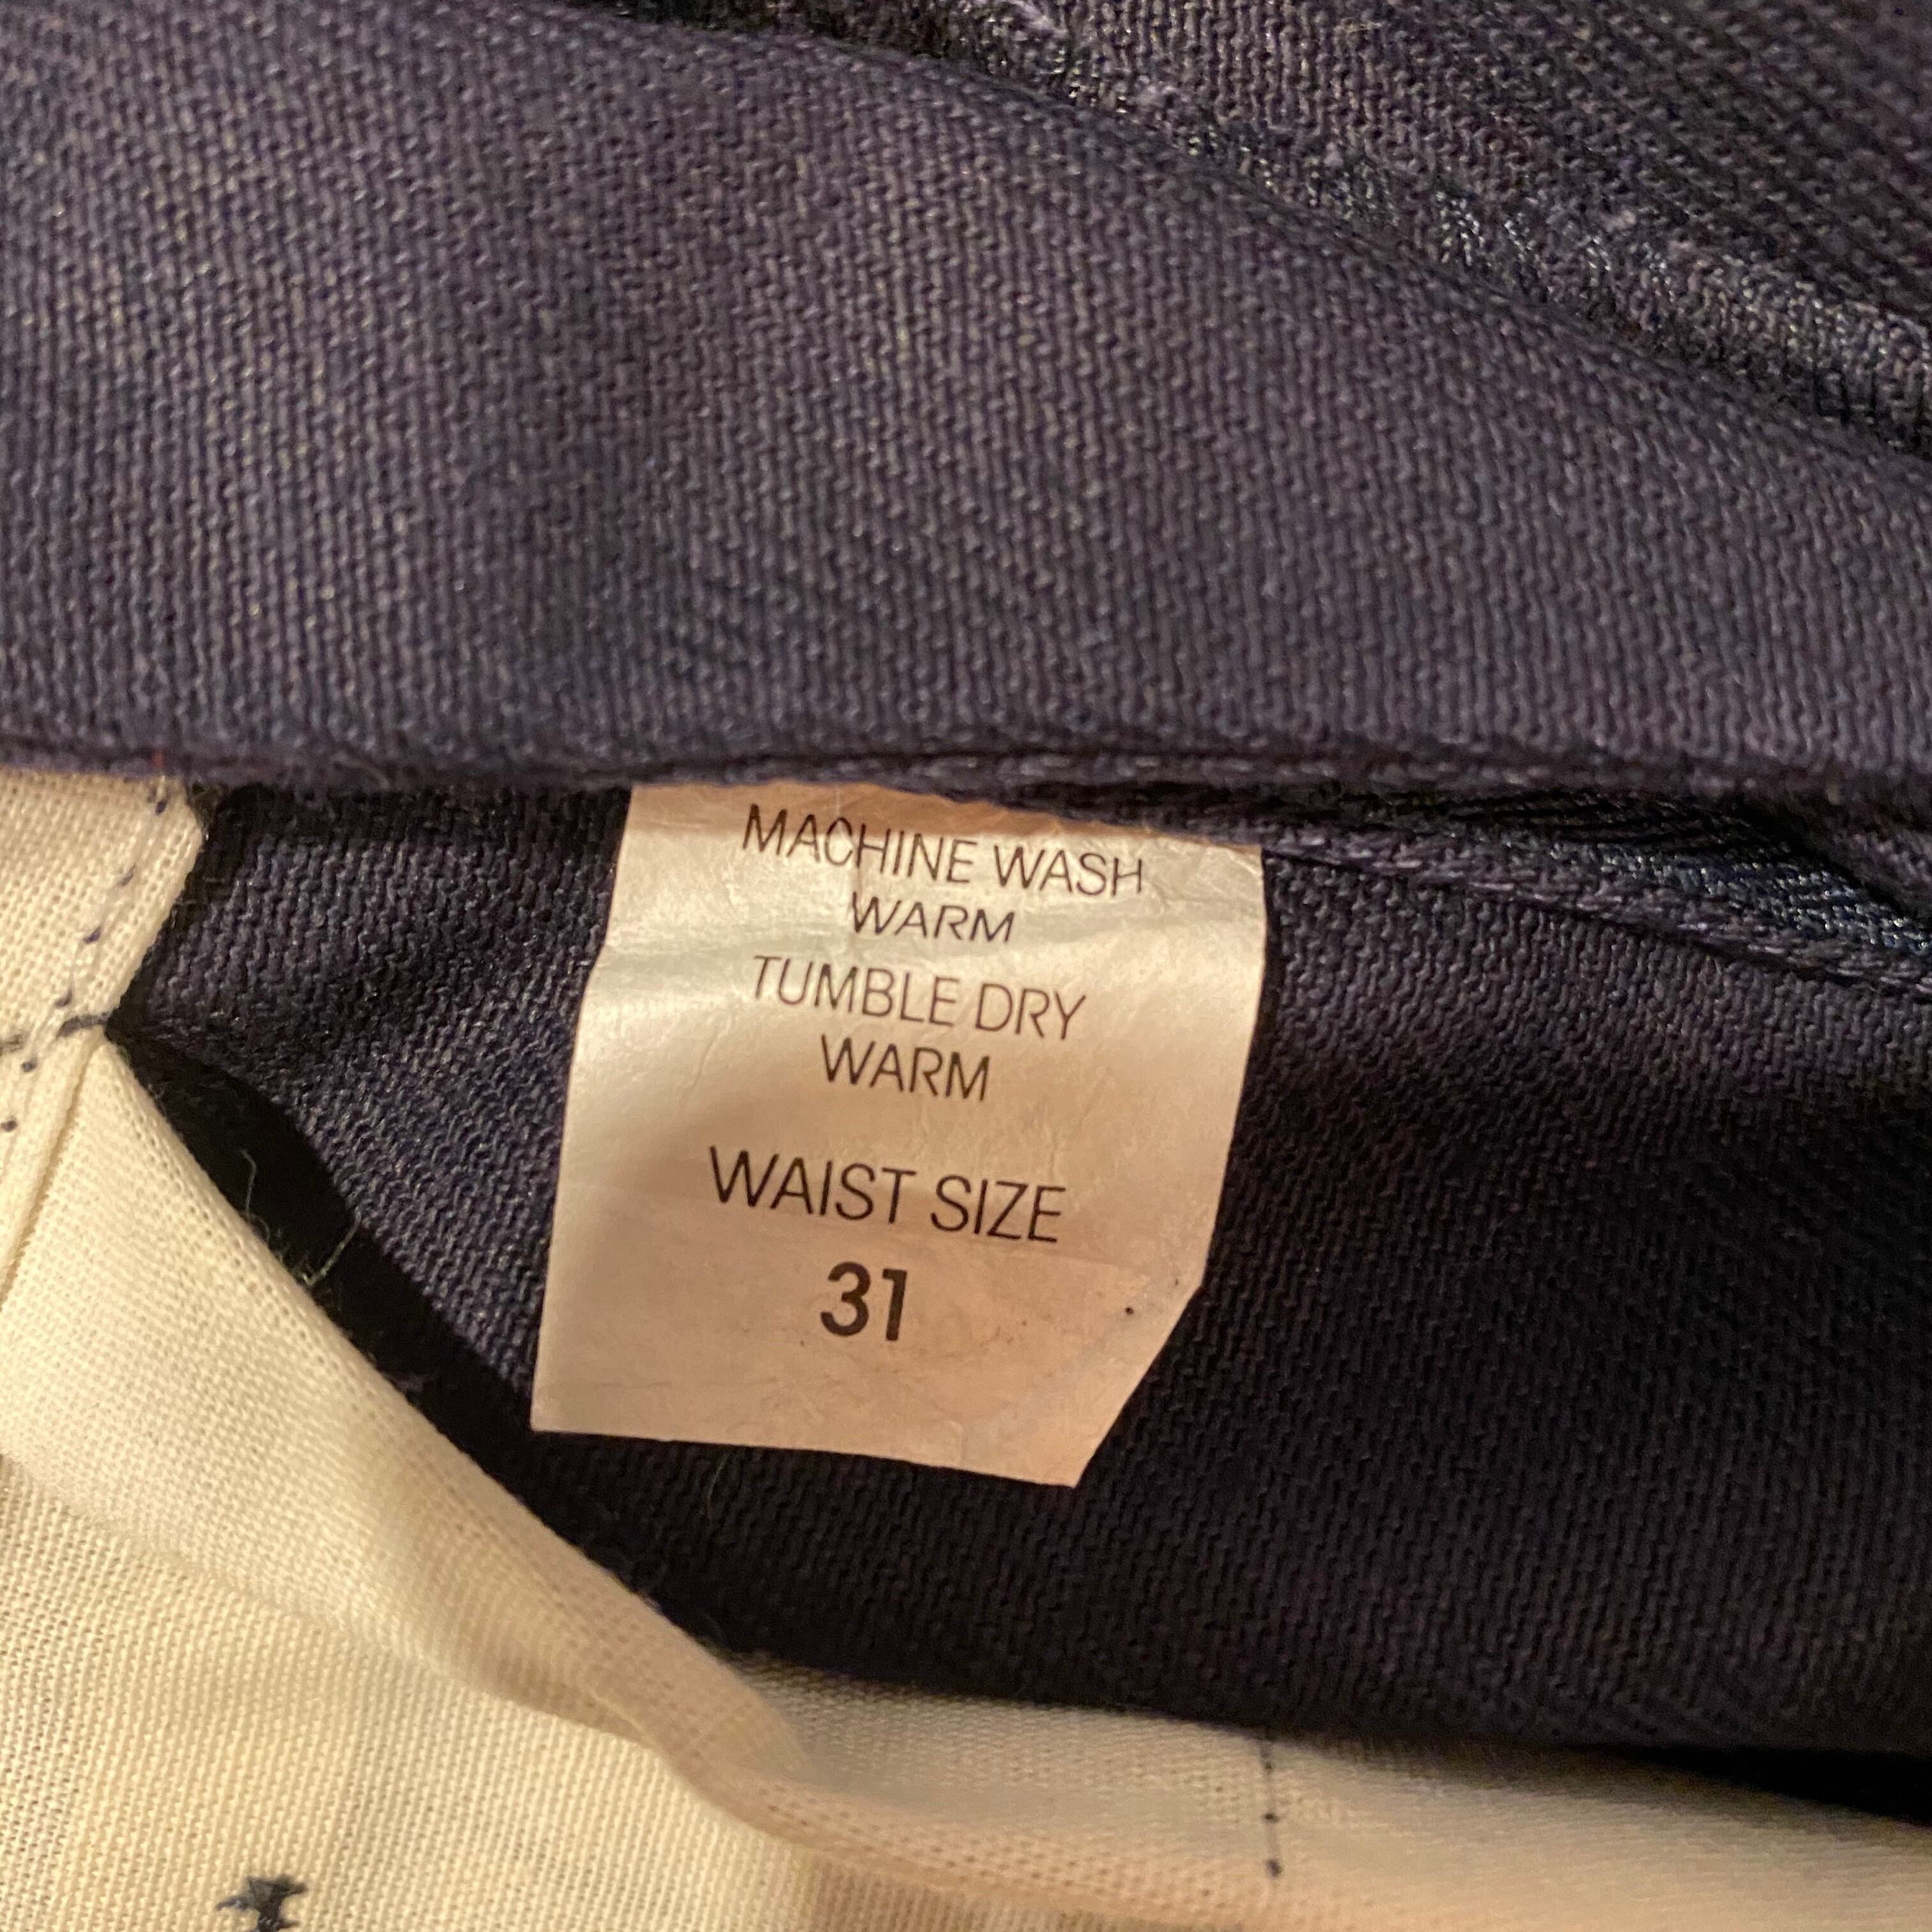 MACHINE WASH
WARM
TUMBLE DRY
WARM
WAIST SIZE
31